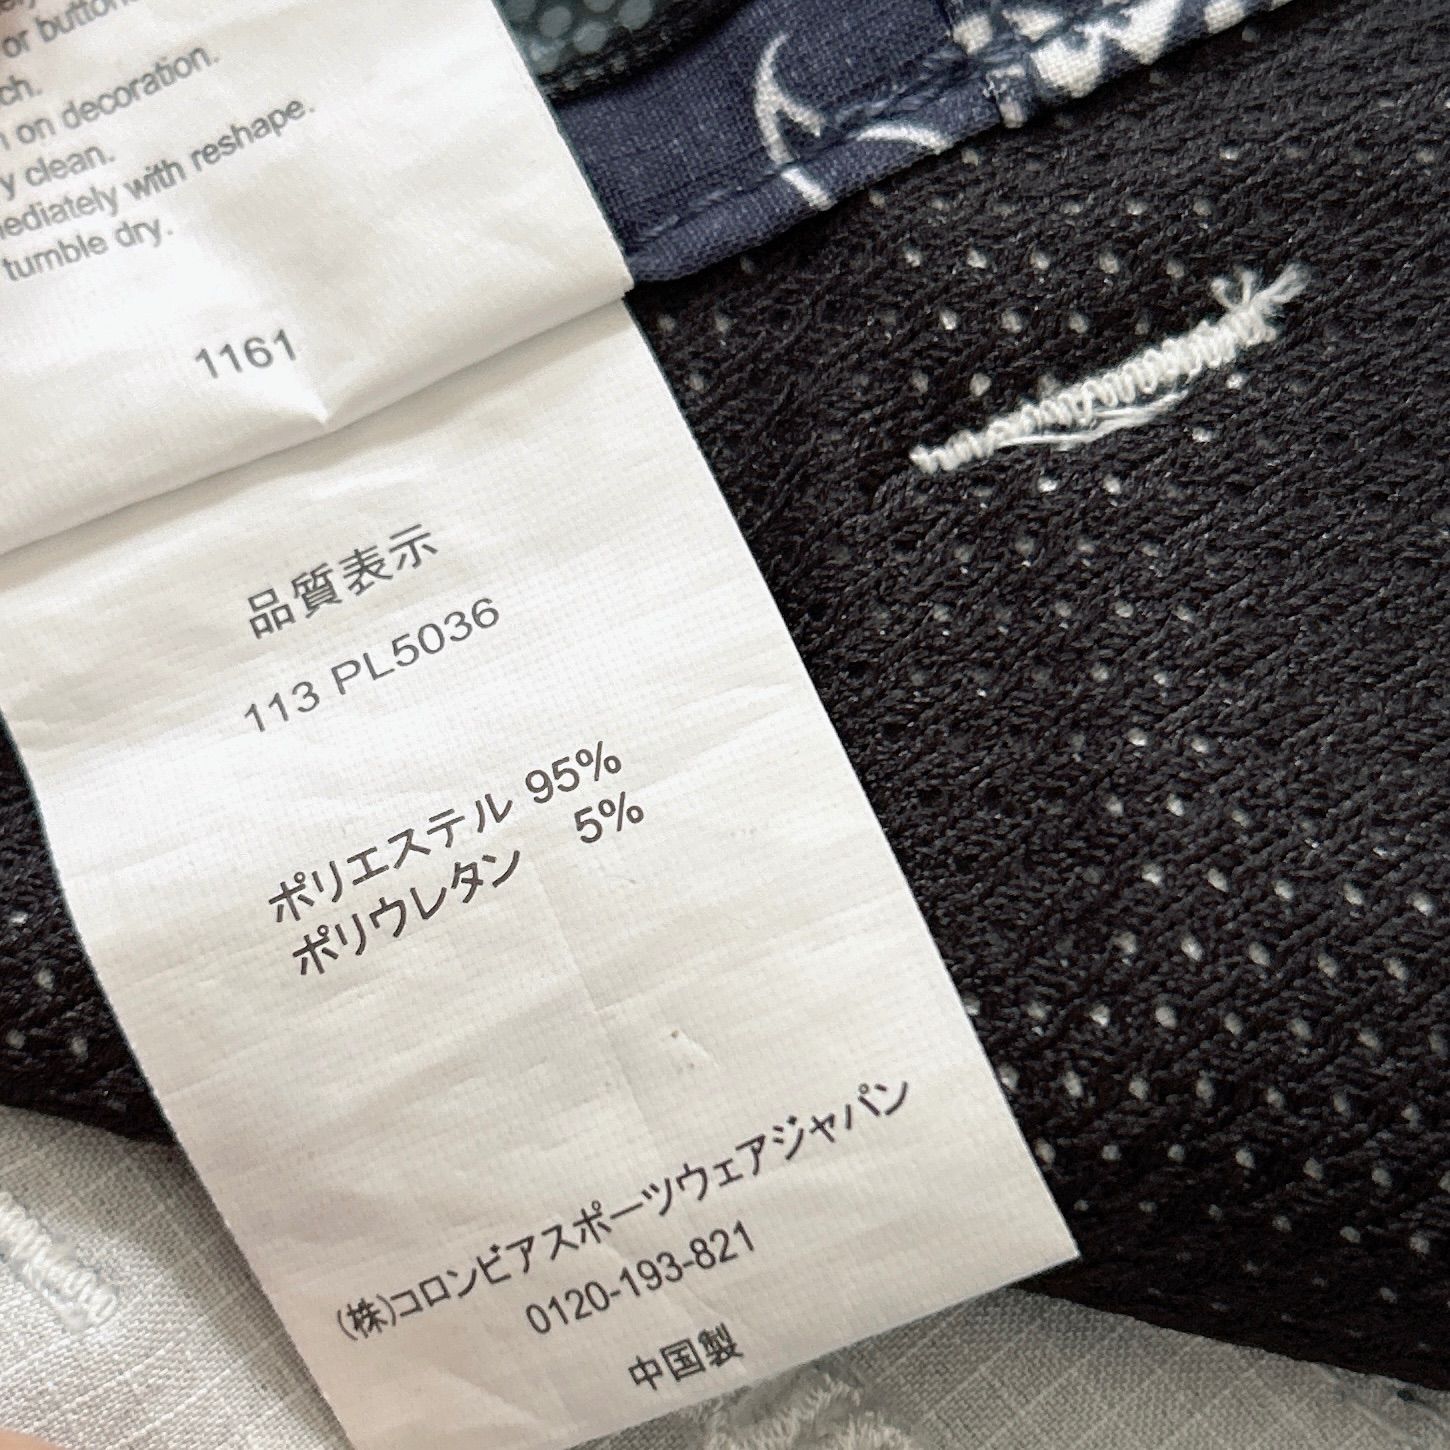 or button
ch.
on decoration.
clean.
with reshape.
tumble dry.
1161
品質表示
113 PL5036
ポリエステル 95%
ポリウレタン 5%
(株)コロンビアスポーツウェアジャパン
0120-193-821
中国製